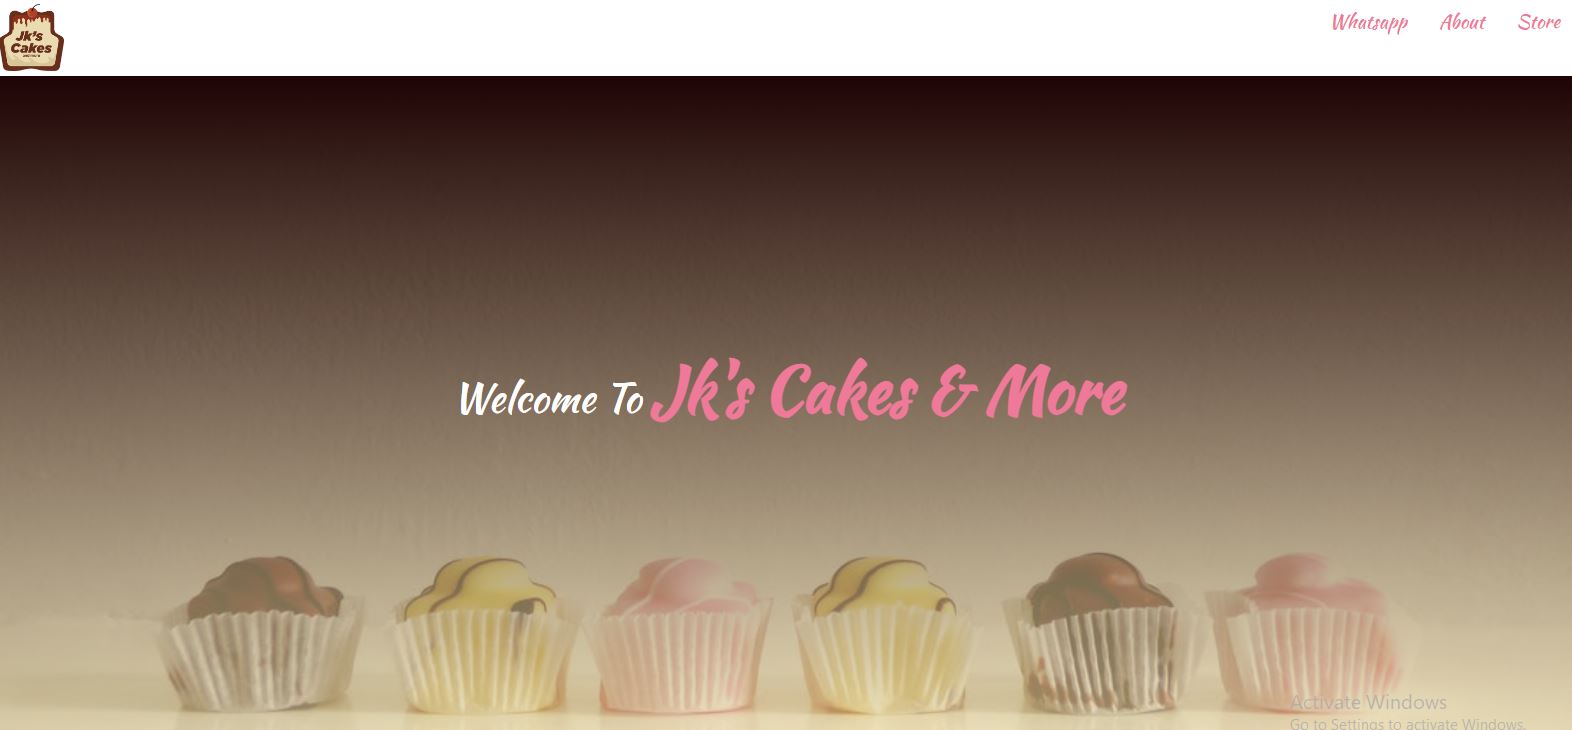 Jk's
Cakes
Whatsapp About Store
Welcome To Jk's Cakes & More
Activate Windows
Go to Settings to activate Windows.